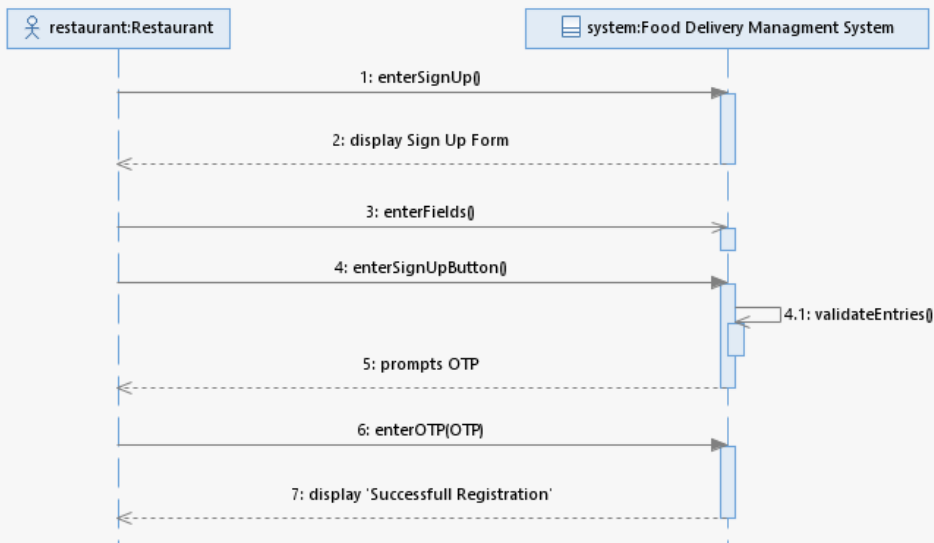 restaurant:Restaurant
system:Food Delivery Managment System
1: enterSignUp()
2: display Sign Up Form
3: enterFields()
4: enterSignUpButton()
4.1: validateEntries()
5: prompts OTP
6: enterOTP(OTP)
7: display 'Successfull Registration'